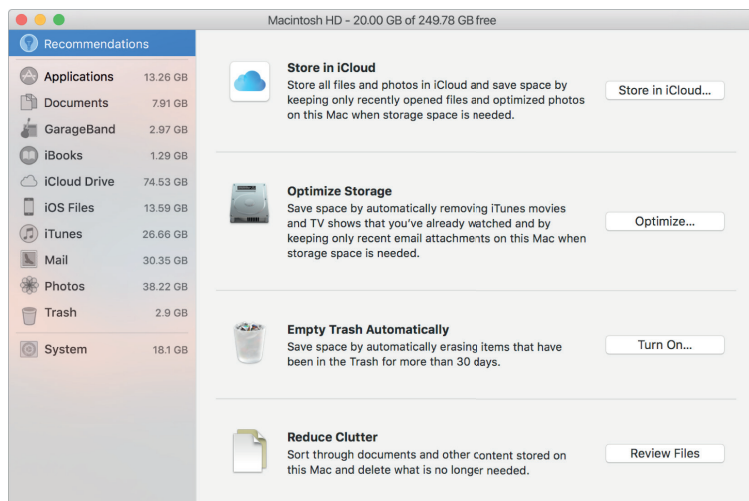 Macintosh HD - 20.00 GB of 249.78 GB free
Recommendations
Applications 13.26 GB
Documents 7.91 GB
GarageBand 2.97 GB
iBooks 1.29 GB
iCloud Drive 74.53 GB
iOS Files 13.59 GB
iTunes 26.66 GB
Mail 30.35 GB
Photos 38.22 GB
Trash 2.9 GB
System 18.1 GB
Store in iCloud
Store all files and photos in iCloud and save space by
keeping only recently opened files and optimized photos
on this Mac when storage space is needed.
Store in iCloud...
Optimize Storage
Save space by automatically removing iTunes movies
and TV shows that you've already watched and by
keeping only recent email attachments on this Mac when
storage space is needed.
Optimize...
Empty Trash Automatically
Save space by automatically erasing items that have
been in the Trash for more than 30 days.
Turn On...
Reduce Clutter
Sort through documents and other content stored on
this Mac and delete what is no longer needed.
Review Files